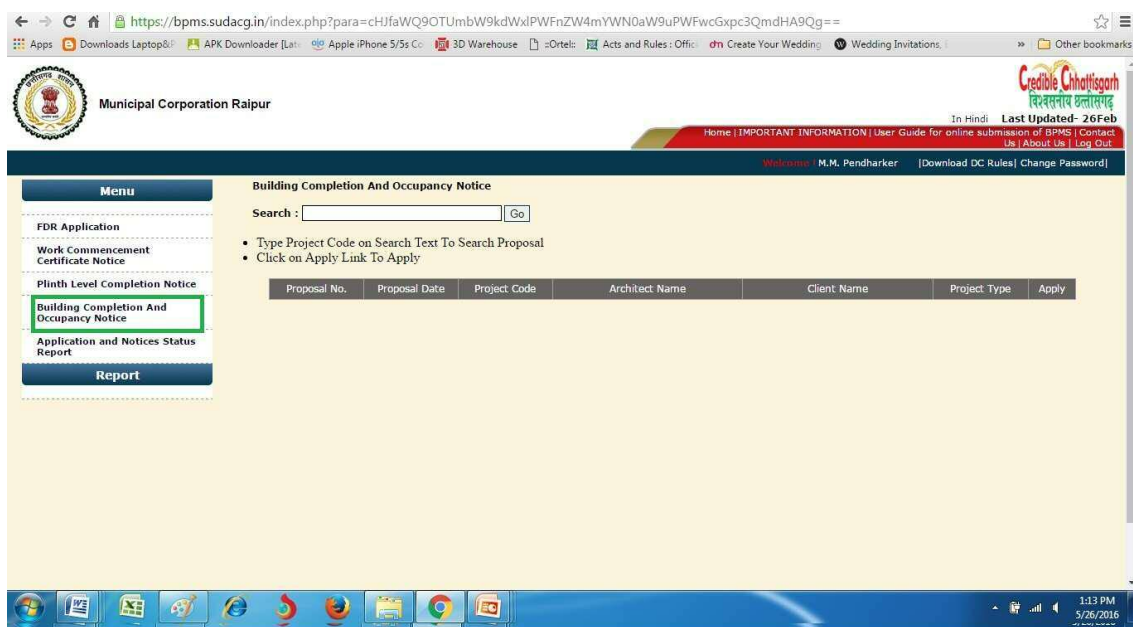 https://bpms.sudacg.in/index.php?para=cHJfaWQ9OTUmbW9kdWxlPWFnZW4mYWN0aW9uPWFwcGxpc3QmdHA9Qg==
Apps Downloads Laptop&P APK Downloader [Late Apple iPhone 5/5s Co 3D Warehouse ::Ortel:: Acts and Rules : Offic Create Your Wedding Wedding Invitations, » Other bookmarks
Municipal Corporation Raipur
Credible Chhattisgarh
विश्वसनीय छत्तीसगढ़
In Hindi Last Updated- 26Feb
Home | IMPORTANT INFORMATION | User Guide for online submission of BPMS | Contact
Us | About Us | Log Out
Welcome ! M.M. Pendharker |Download DC Rules| Change Password|
Menu
FDR Application
Work Commencement
Certificate Notice
Plinth Level Completion Notice
Building Completion And
Occupancy Notice
Application and Notices Status
Report
Report
Building Completion And Occupancy Notice
Search : Go
• Type Project Code on Search Text To Search Proposal
• Click on Apply Link To Apply
Proposal No. Proposal Date Project Code Architect Name Client Name Project Type Apply
1:13 PM
5/26/2016